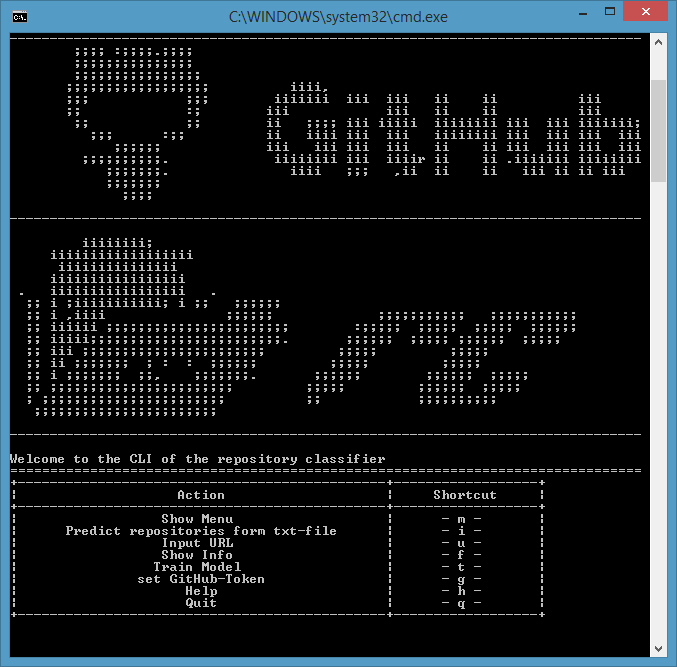 C:\WINDOWS\system32\cmd.exe
GitHub
Welcome to the CLI of the repository classifier
Action Shortcut
Show Menu - m -
Predict repositories form txt-file - i -
Input URL - u -
Show Info - f -
Train Model - t -
set GitHub-Token - g -
Help - h -
Quit - q -